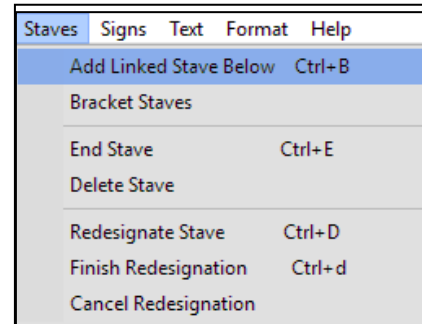 Staves Signs Text Format Help
Add Linked Stave Below Ctrl+B
Bracket Staves
End Stave Ctrl+E
Delete Stave
Redesignate Stave Ctrl+D
Finish Redesignation Ctrl+d
Cancel Redesignation